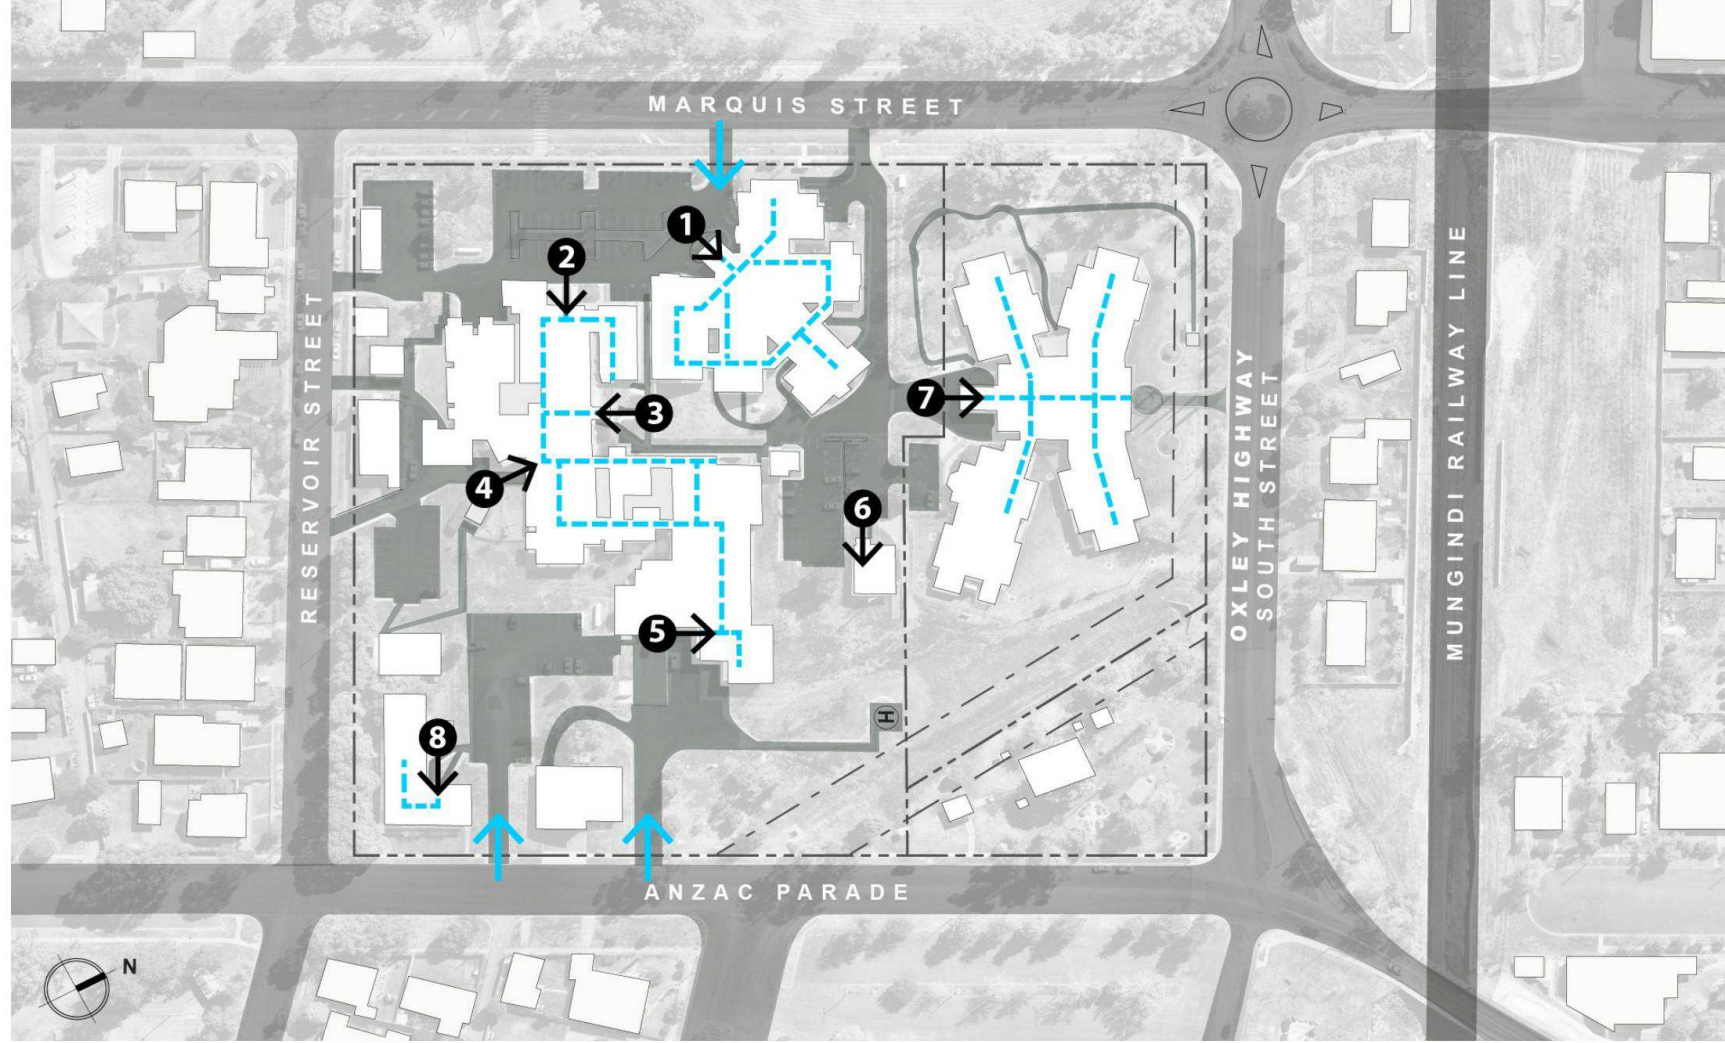 MARQUIS STREET
1
2
3
4
5
6
7
8
RESERVOIR STREET
OXLEY HIGHWAY
SOUTH STREET
MUNGINDI RAILWAY LINE
H
ANZAC PARADE
N